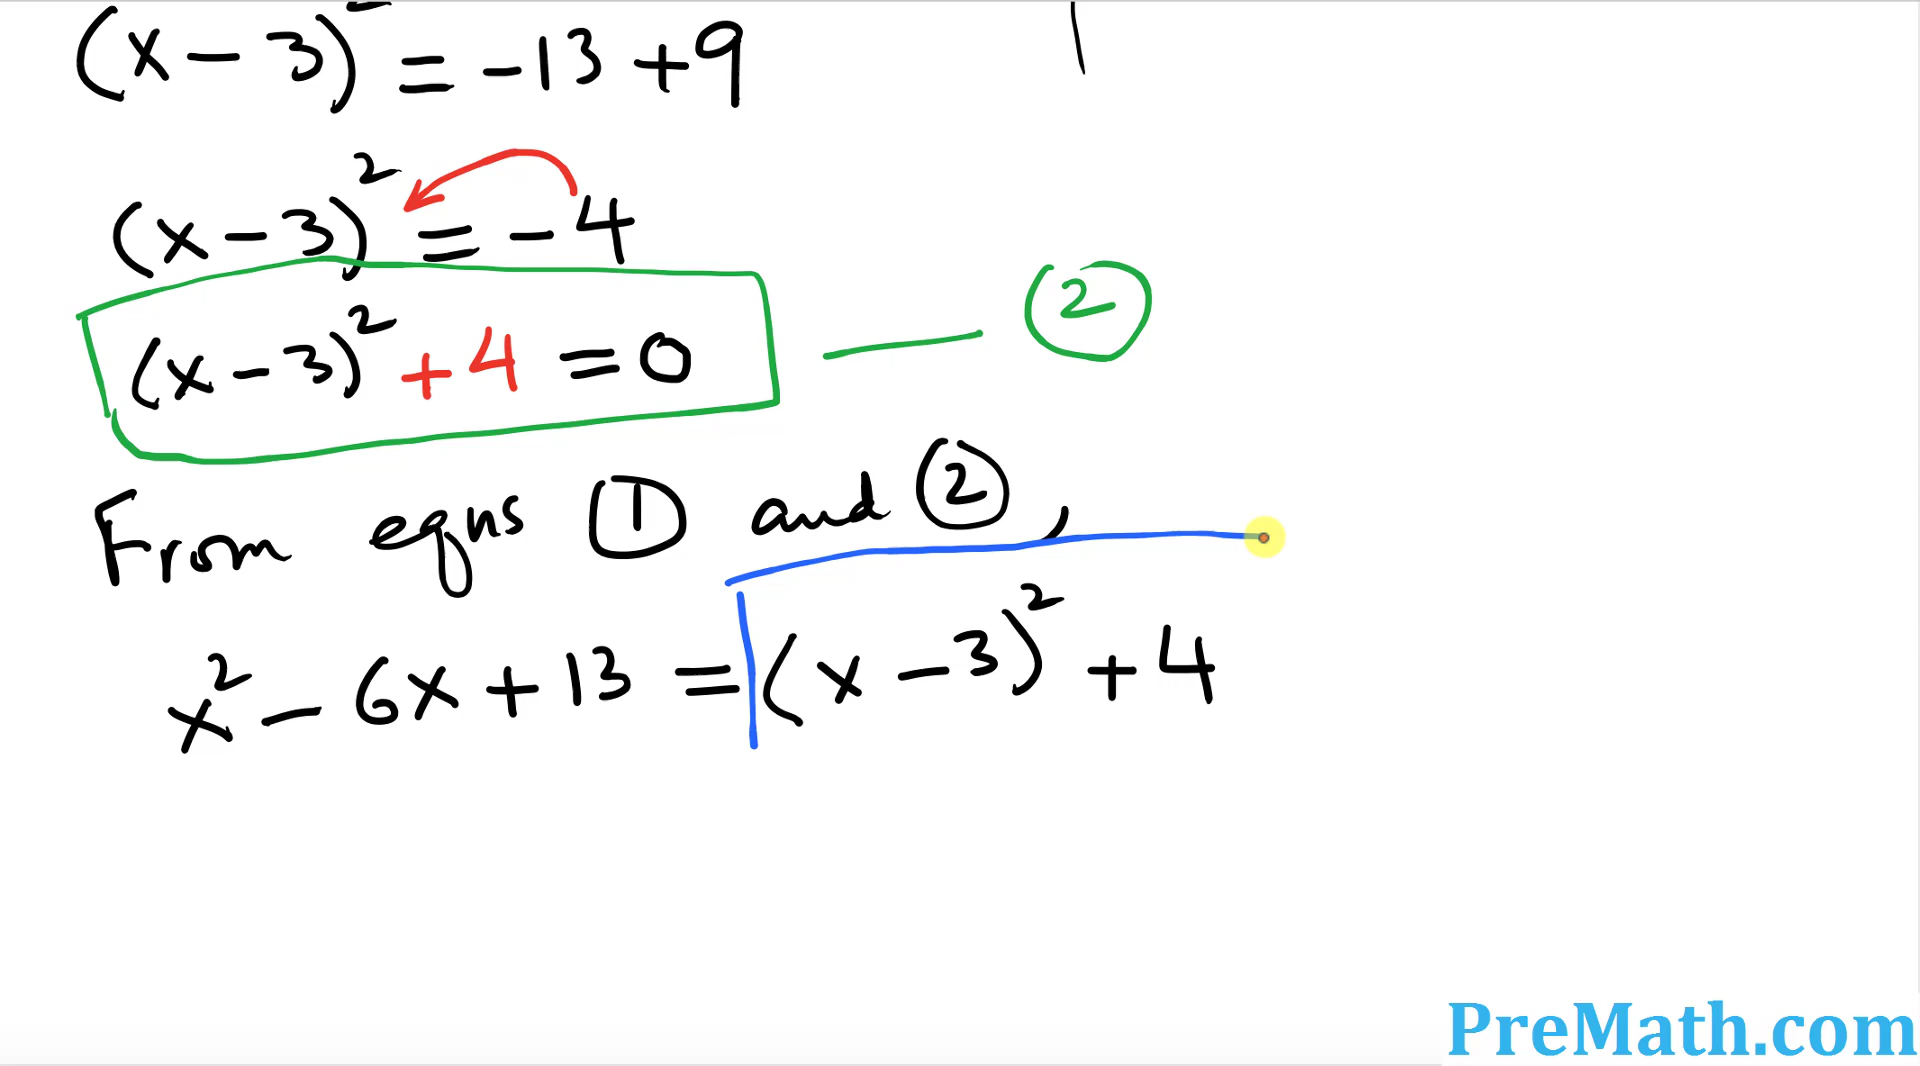 (x - 3)² = -13 + 9
(x - 3)² = -4
(x - 3)² + 4 = 0 — ②
From eqns ① and ②,
x² - 6x + 13 = (x - 3)² + 4
PreMath.com